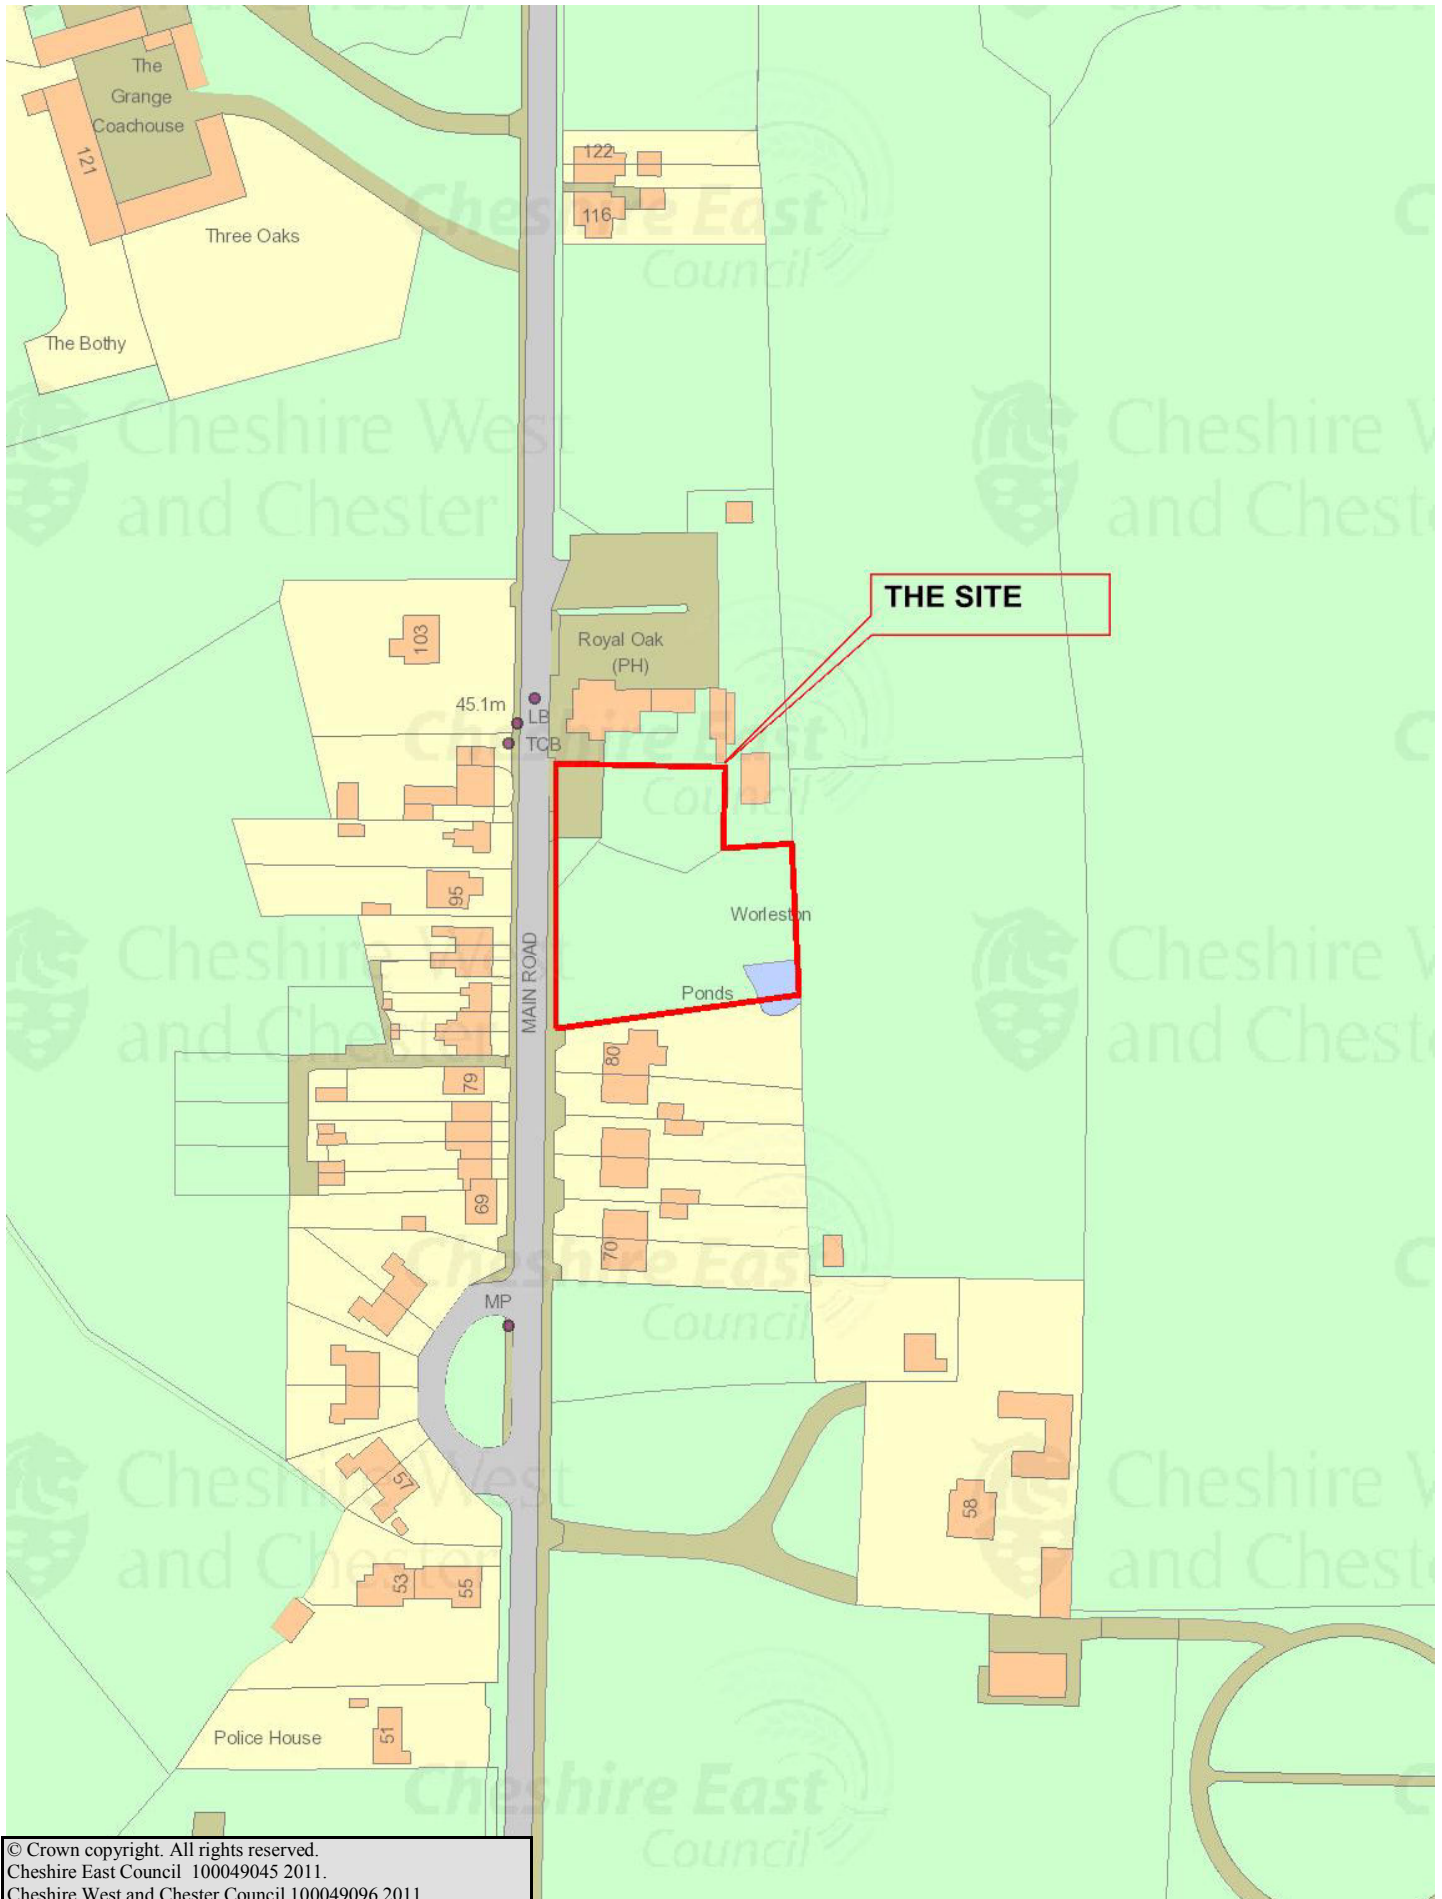 The
Grange
Coachouse
121
122
116
Three Oaks
The Bothy
Cheshire East
Council
Cheshire West
and Chester
THE SITE
103
Royal Oak
(PH)
45.1m
LB
TCB
95
Worleston
MAIN ROAD
Ponds
80
79
69
70
MP
57
58
53
55
Police House
51
© Crown copyright. All rights reserved.
Cheshire East Council 100049045 2011.
Cheshire West and Chester Council 100049096 2011.